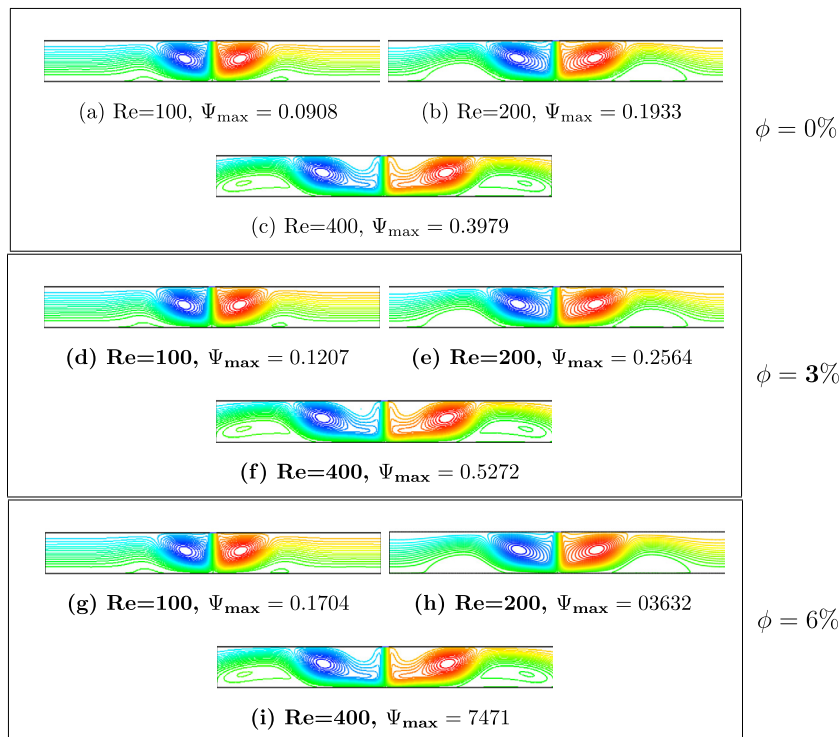 (a) Re=100, Ψmax = 0.0908
(b) Re=200, Ψmax = 0.1933
ϕ = 0%
(c) Re=400, Ψmax = 0.3979
(d) Re=100, Ψmax = 0.1207
(e) Re=200, Ψmax = 0.2564
ϕ = 3%
(f) Re=400, Ψmax = 0.5272
(g) Re=100, Ψmax = 0.1704
(h) Re=200, Ψmax = 03632
ϕ = 6%
(i) Re=400, Ψmax = 7471